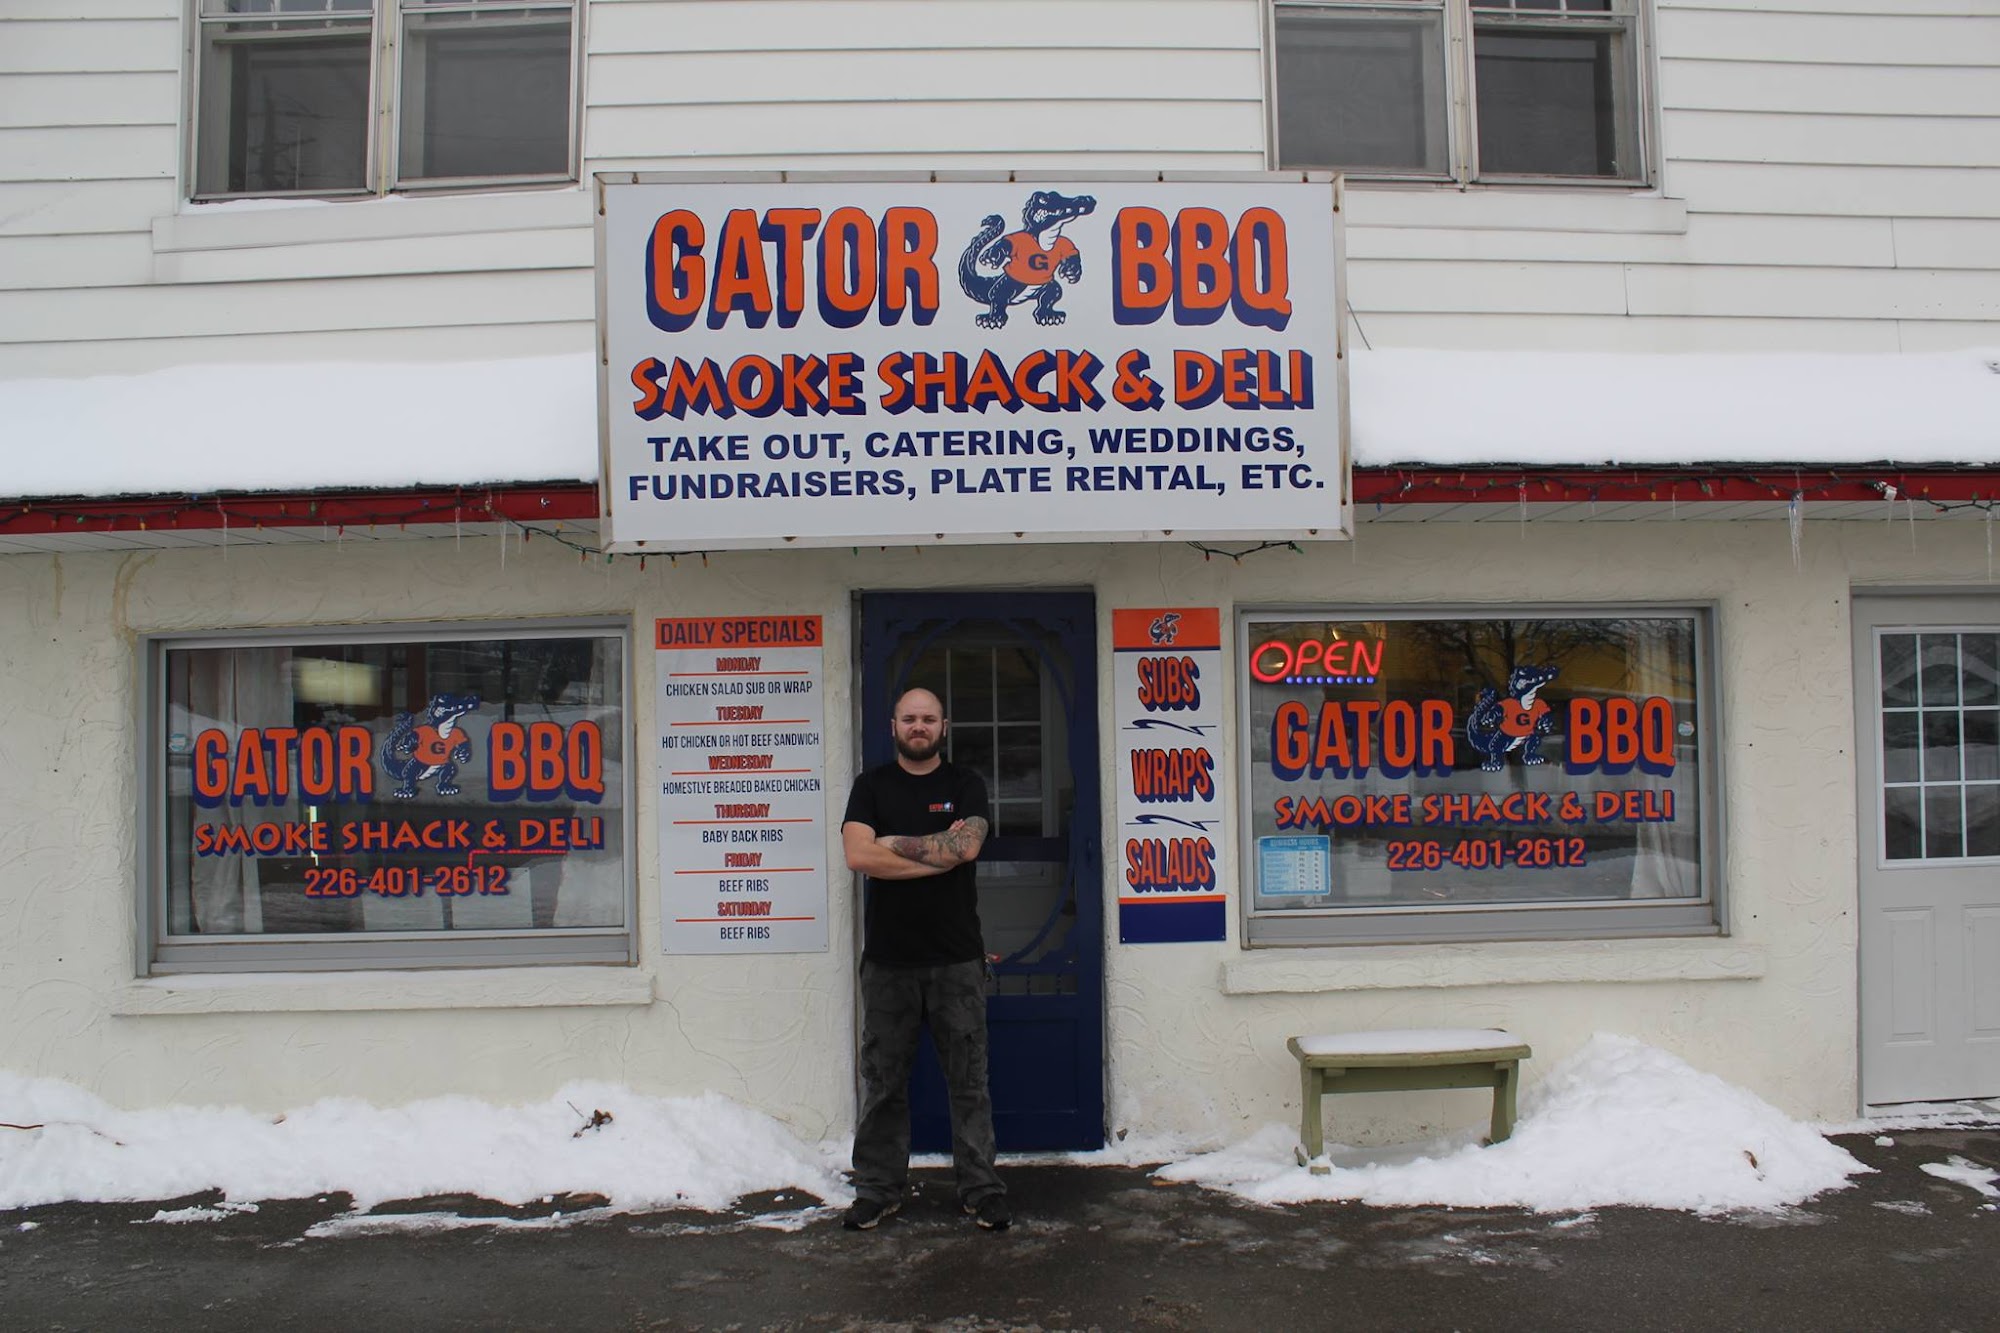 GATOR G BBQ
SMOKE SHACK & DELI
TAKE OUT, CATERING, WEDDINGS,
FUNDRAISERS, PLATE RENTAL, ETC.
GATOR G BBQ
SMOKE SHACK & DELI
226-401-2612
DAILY SPECIALS
MONDAY
CHICKEN SALAD SUB OR WRAP
TUESDAY
HOT CHICKEN OR HOT BEEF SANDWICH
WEDNESDAY
HOMESTLYE BREADED BAKED CHICKEN
THURSDAY
BABY BACK RIBS
FRIDAY
BEEF RIBS
SATURDAY
BEEF RIBS
SUBS
WRAPS
SALADS
OPEN
GATOR G BBQ
SMOKE SHACK & DELI
226-401-2612
BUSINESS HOURS